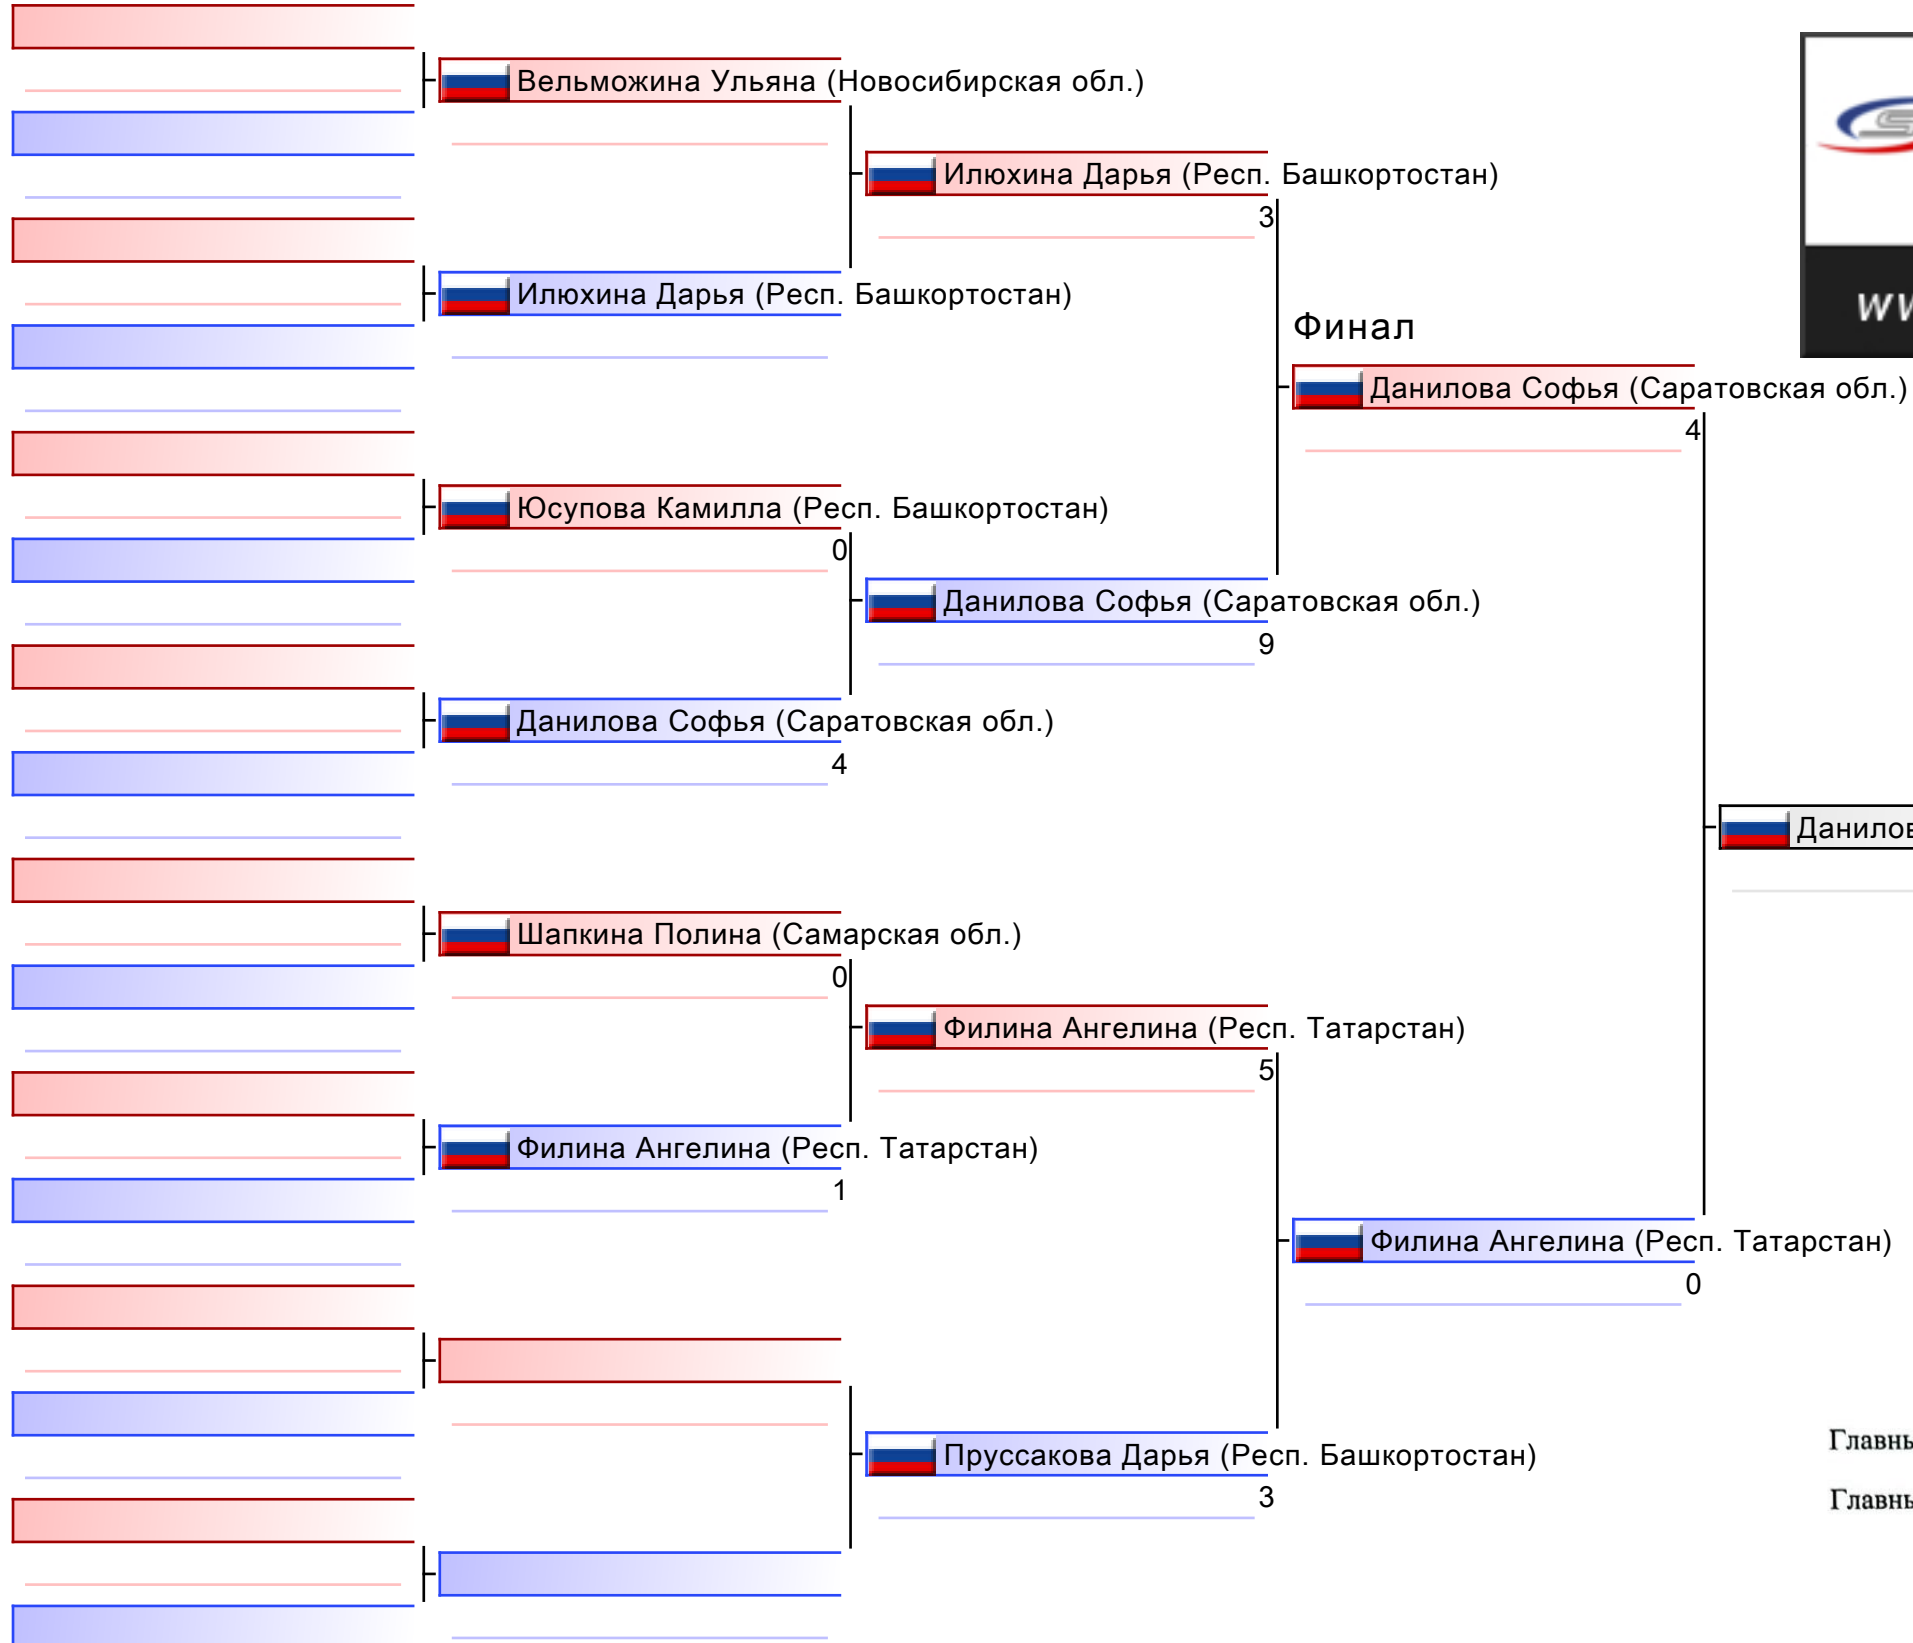 Вельможина Ульяна (Новосибирская обл.)
Илюхина Дарья (Респ. Башкортостан)
3
Илюхина Дарья (Респ. Башкортостан)
Финал
Данилова Софья (Саратовская обл.)
4
Юсупова Камилла (Респ. Башкортостан)
0
Данилова Софья (Саратовская обл.)
9
Данилова Софья (Саратовская обл.)
4
Шапкина Полина (Самарская обл.)
0
Филина Ангелина (Респ. Татарстан)
5
Филина Ангелина (Респ. Татарстан)
1
Филина Ангелина (Респ. Татарстан)
0
Пруссакова Дарья (Респ. Башкортостан)
3